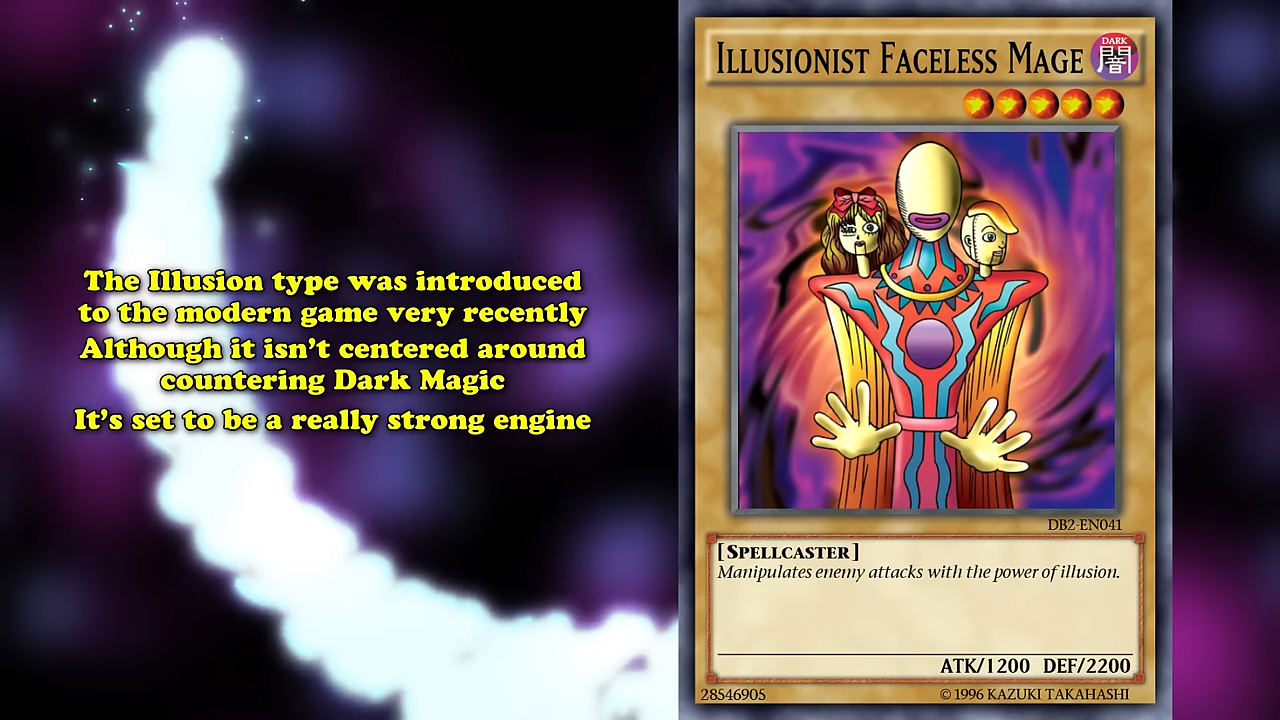 The Illusion type was introduced
to the modern game very recently
Although it isn't centered around
countering Dark Magic
It's set to be a really strong engine
Illusionist Faceless Mage
DARK
闇
DB2-EN041
[Spellcaster]
Manipulates enemy attacks with the power of illusion.
ATK/1200 DEF/2200
28546905
© 1996 KAZUKI TAKAHASHI